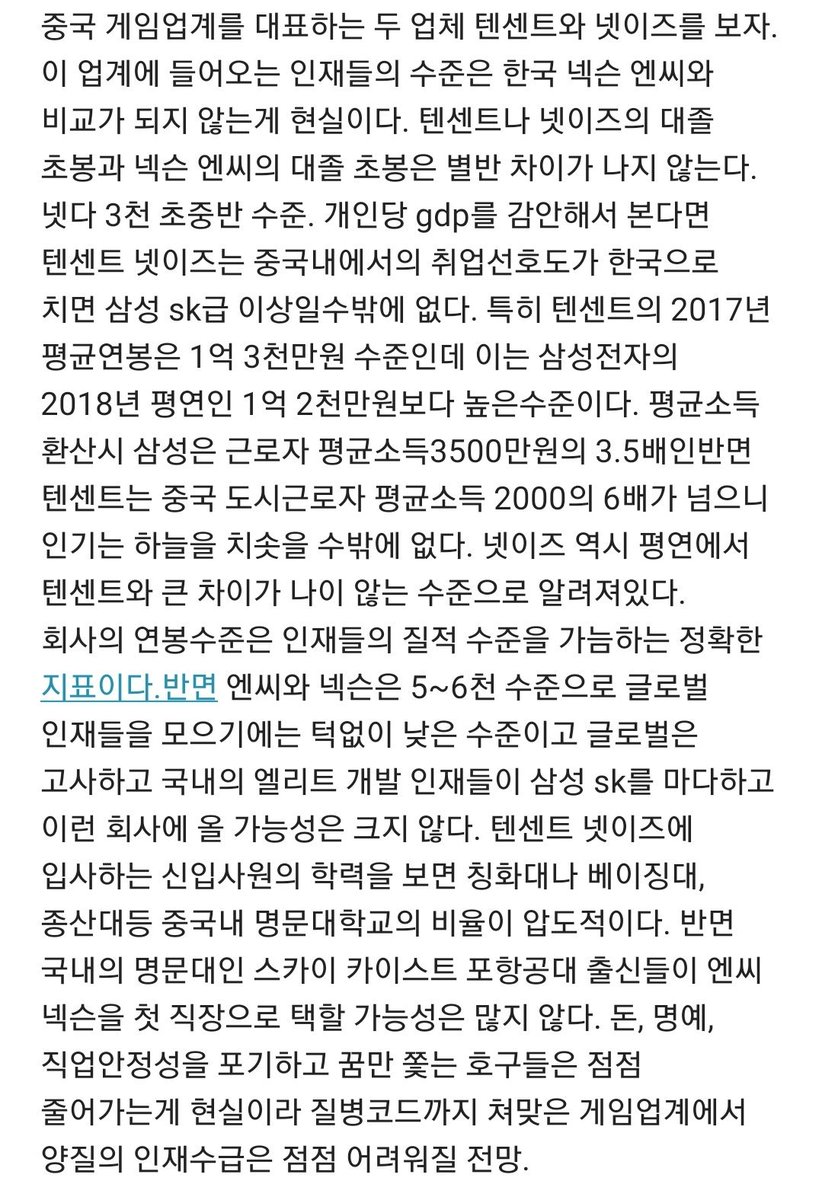 중국 게임업계를 대표하는 두 업체 텐센트와 넷이즈를 보자.
이 업계에 들어오는 인재들의 수준은 한국 넥슨 엔씨와
비교가 되지 않는게 현실이다. 텐센트나 넷이즈의 대졸
초봉과 넥슨 엔씨의 대졸 초봉은 별반 차이가 나지 않는다.
넷다 3천 초중반 수준. 개인당 gdp를 감안해서 본다면
텐센트 넷이즈는 중국내에서의 취업선호도가 한국으로
치면 삼성 sk급 이상일수밖에 없다. 특히 텐센트의 2017년
평균연봉은 1억 3천만원 수준인데 이는 삼성전자의
2018년 평연인 1억 2천만원보다 높은수준이다. 평균소득
환산시 삼성은 근로자 평균소득3500만원의 3.5배인반면
텐센트는 중국 도시근로자 평균소득 2000의 6배가 넘으니
인기는 하늘을 치솟을 수밖에 없다. 넷이즈 역시 평연에서
텐센트와 큰 차이가 나이 않는 수준으로 알려져있다.
회사의 연봉수준은 인재들의 질적 수준을 가늠하는 정확한
지표이다.반면 엔씨와 넥슨은 5~6천 수준으로 글로벌
인재들을 모으기에는 턱없이 낮은 수준이고 글로벌은
고사하고 국내의 엘리트 개발 인재들이 삼성 sk를 마다하고
이런 회사에 올 가능성은 크지 않다. 텐센트 넷이즈에
입사하는 신입사원의 학력을 보면 칭화대나 베이징대,
종산대등 중국내 명문대학교의 비율이 압도적이다. 반면
국내의 명문대인 스카이 카이스트 포항공대 출신들이 엔씨
넥슨을 첫 직장으로 택할 가능성은 많지 않다. 돈, 명예,
직업안정성을 포기하고 꿈만 쫓는 호구들은 점점
줄어가는게 현실이라 질병코드까지 쳐맞은 게임업계에서
양질의 인재수급은 점점 어려워질 전망.